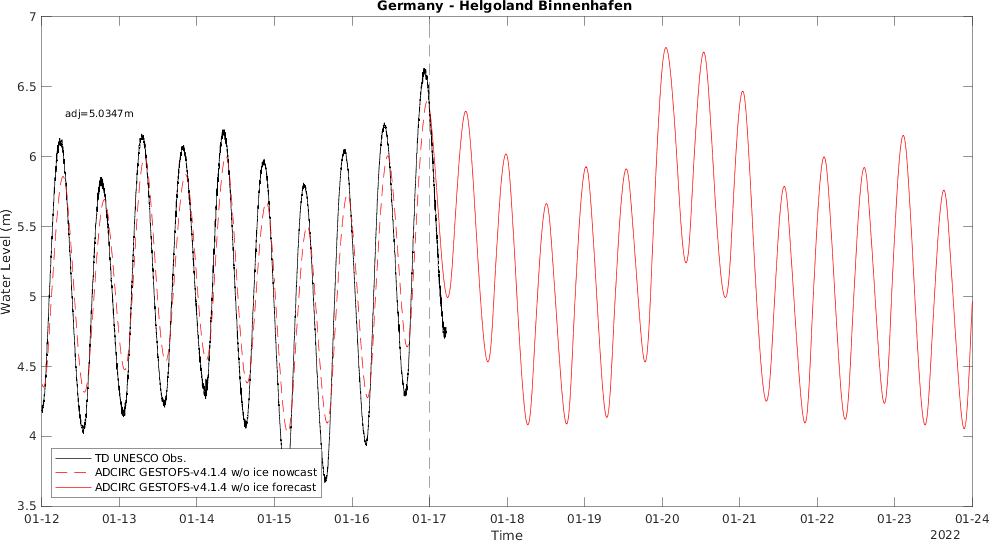 Germany - Helgoland Binnenhafen
7
6.5
6
5.5
5
4.5
4
3.5
Water Level (m)
adj=5.0347m
TD UNESCO Obs.
ADCIRC GESTOFS-v4.1.4 w/o ice nowcast
ADCIRC GESTOFS-v4.1.4 w/o ice forecast
01-12 01-13 01-14 01-15 01-16 01-17 01-18 01-19 01-20 01-21 01-22 01-23 01-24
Time
2022